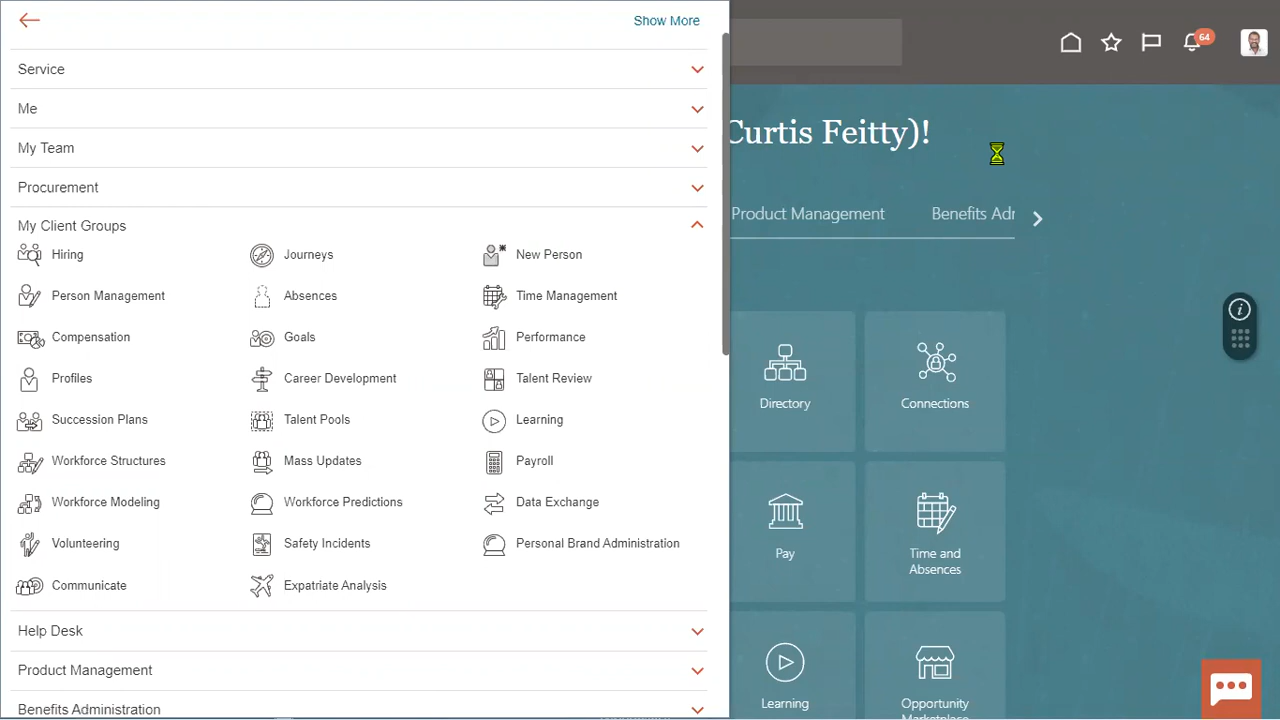 Show More
Service
Me
My Team
Procurement
My Client Groups
Hiring Journeys New Person
Person Management Absences Time Management
Compensation Goals Performance
Profiles Career Development Talent Review
Succession Plans Talent Pools Learning
Workforce Structures Mass Updates Payroll
Workforce Modeling Workforce Predictions Data Exchange
Volunteering Safety Incidents Personal Brand Administration
Communicate Expatriate Analysis
Help Desk
Product Management
Benefits Administration
64
Curtis Feitty)!
Product Management Benefits Adr
Directory Connections
Pay Time and
Absences
Learning Opportunity
Marketplace